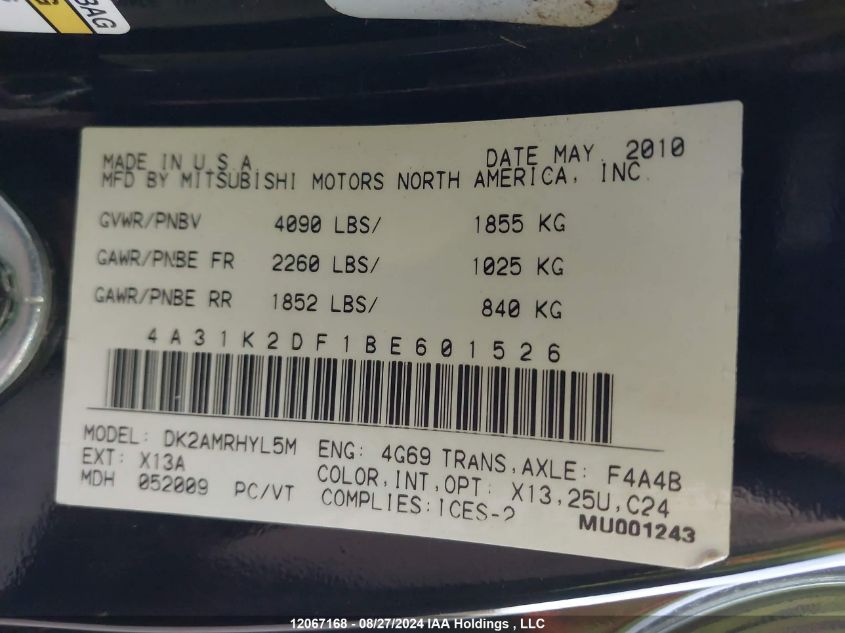 BAG
MADE IN U.S.A. DATE MAY, 2010
MFD BY MITSUBISHI MOTORS NORTH AMERICA, INC.
GVWR/PNBV 4090 LBS/ 1855 KG
GAWR/PNBE FR 2260 LBS/ 1025 KG
GAWR/PNBE RR 1852 LBS/ 840 KG
4A31K2DF1BE601526
MODEL: DK2AMRHYL5M ENG: 4G69 TRANS,AXLE: F4A4B
EXT: X13A COLOR,INT,OPT: X13,25U,C24
MDH 052009 PC/VT COMPLIES:ICES-2
MU001243
12067168 - 08/27/2024 IAA Holdings , LLC